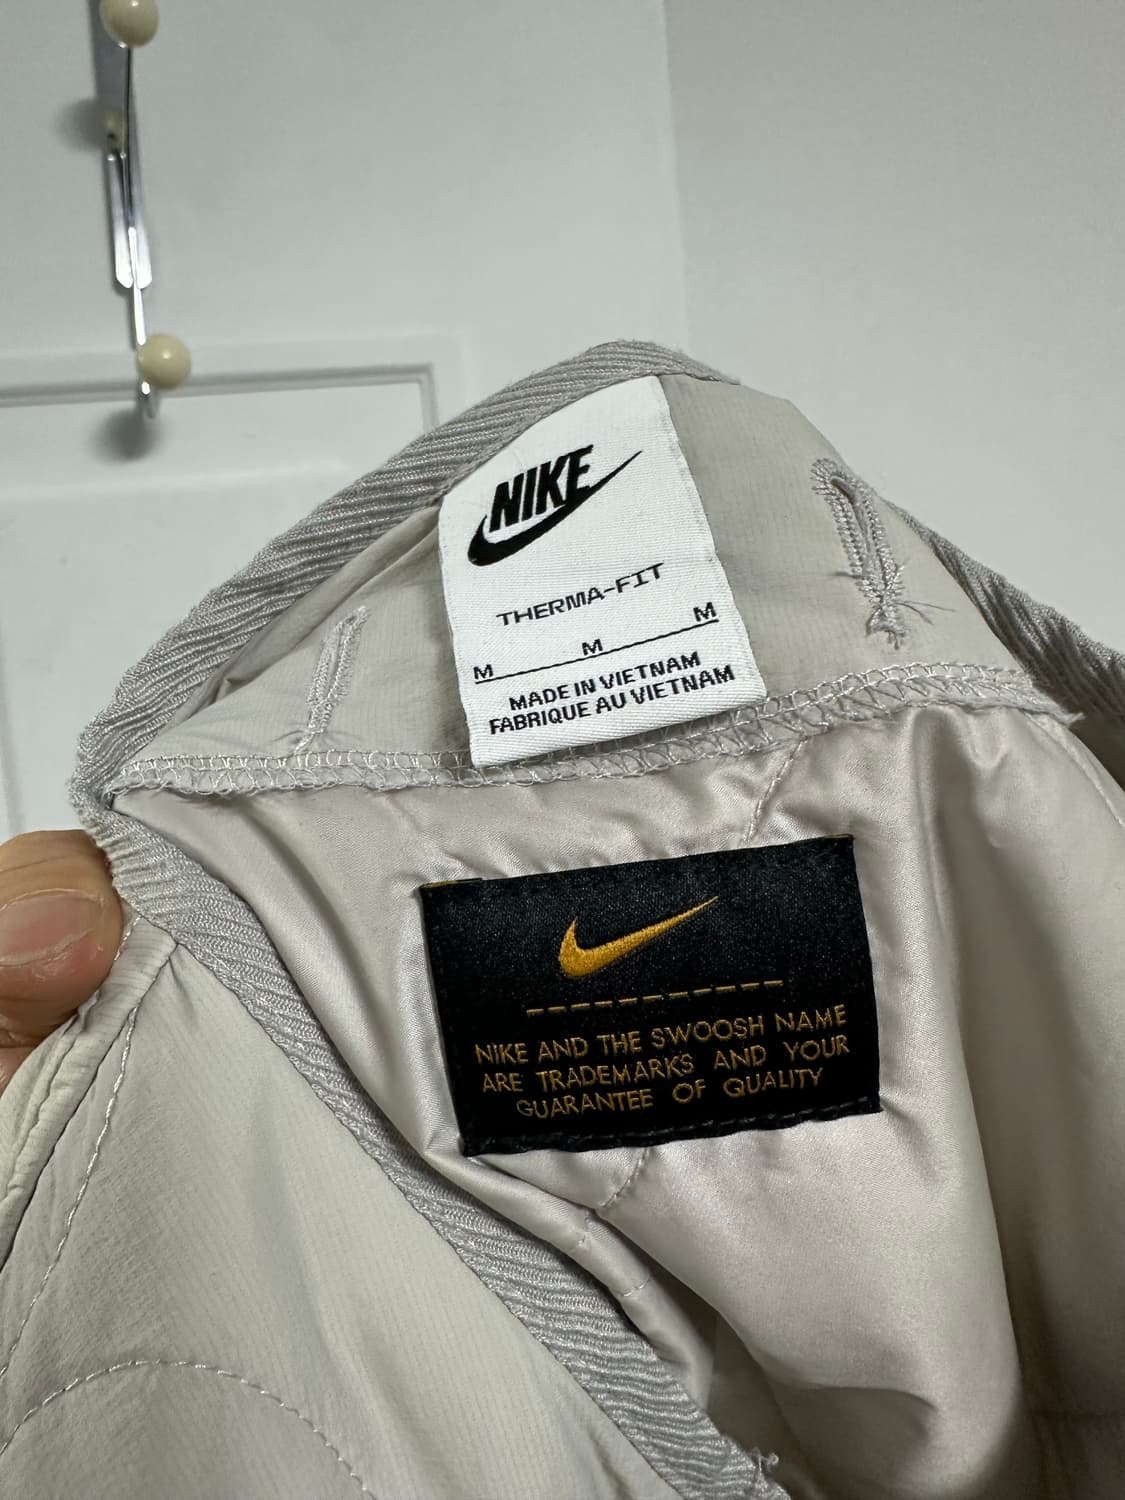 NIKE
THERMA-FIT
M M M
MADE IN VIETNAM
FABRIQUE AU VIETNAM
NIKE AND THE SWOOSH NAME
ARE TRADEMARKS AND YOUR
GUARANTEE OF QUALITY